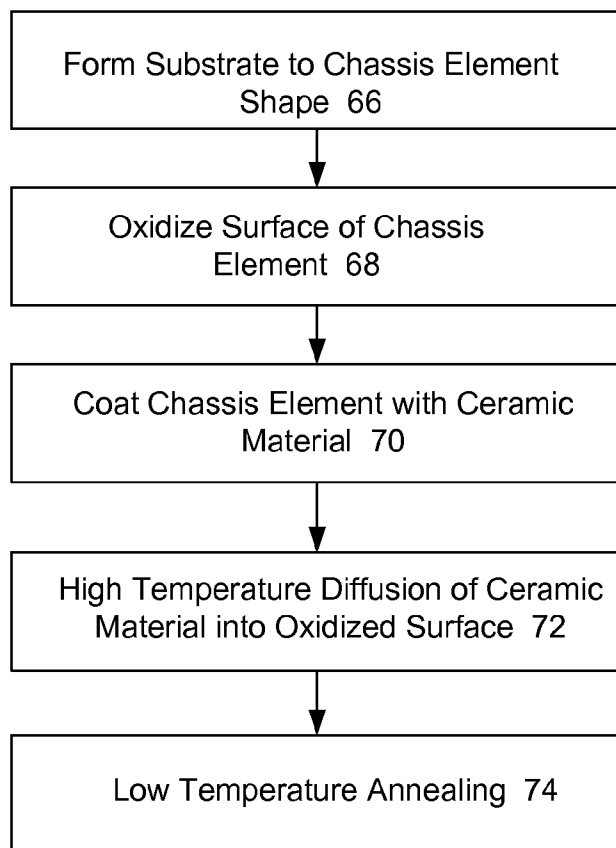 Form Substrate to Chassis Element
Shape 66
Oxidize Surface of Chassis
Element 68
Coat Chassis Element with Ceramic
Material 70
High Temperature Diffusion of Ceramic
Material into Oxidized Surface 72
Low Temperature Annealing 74